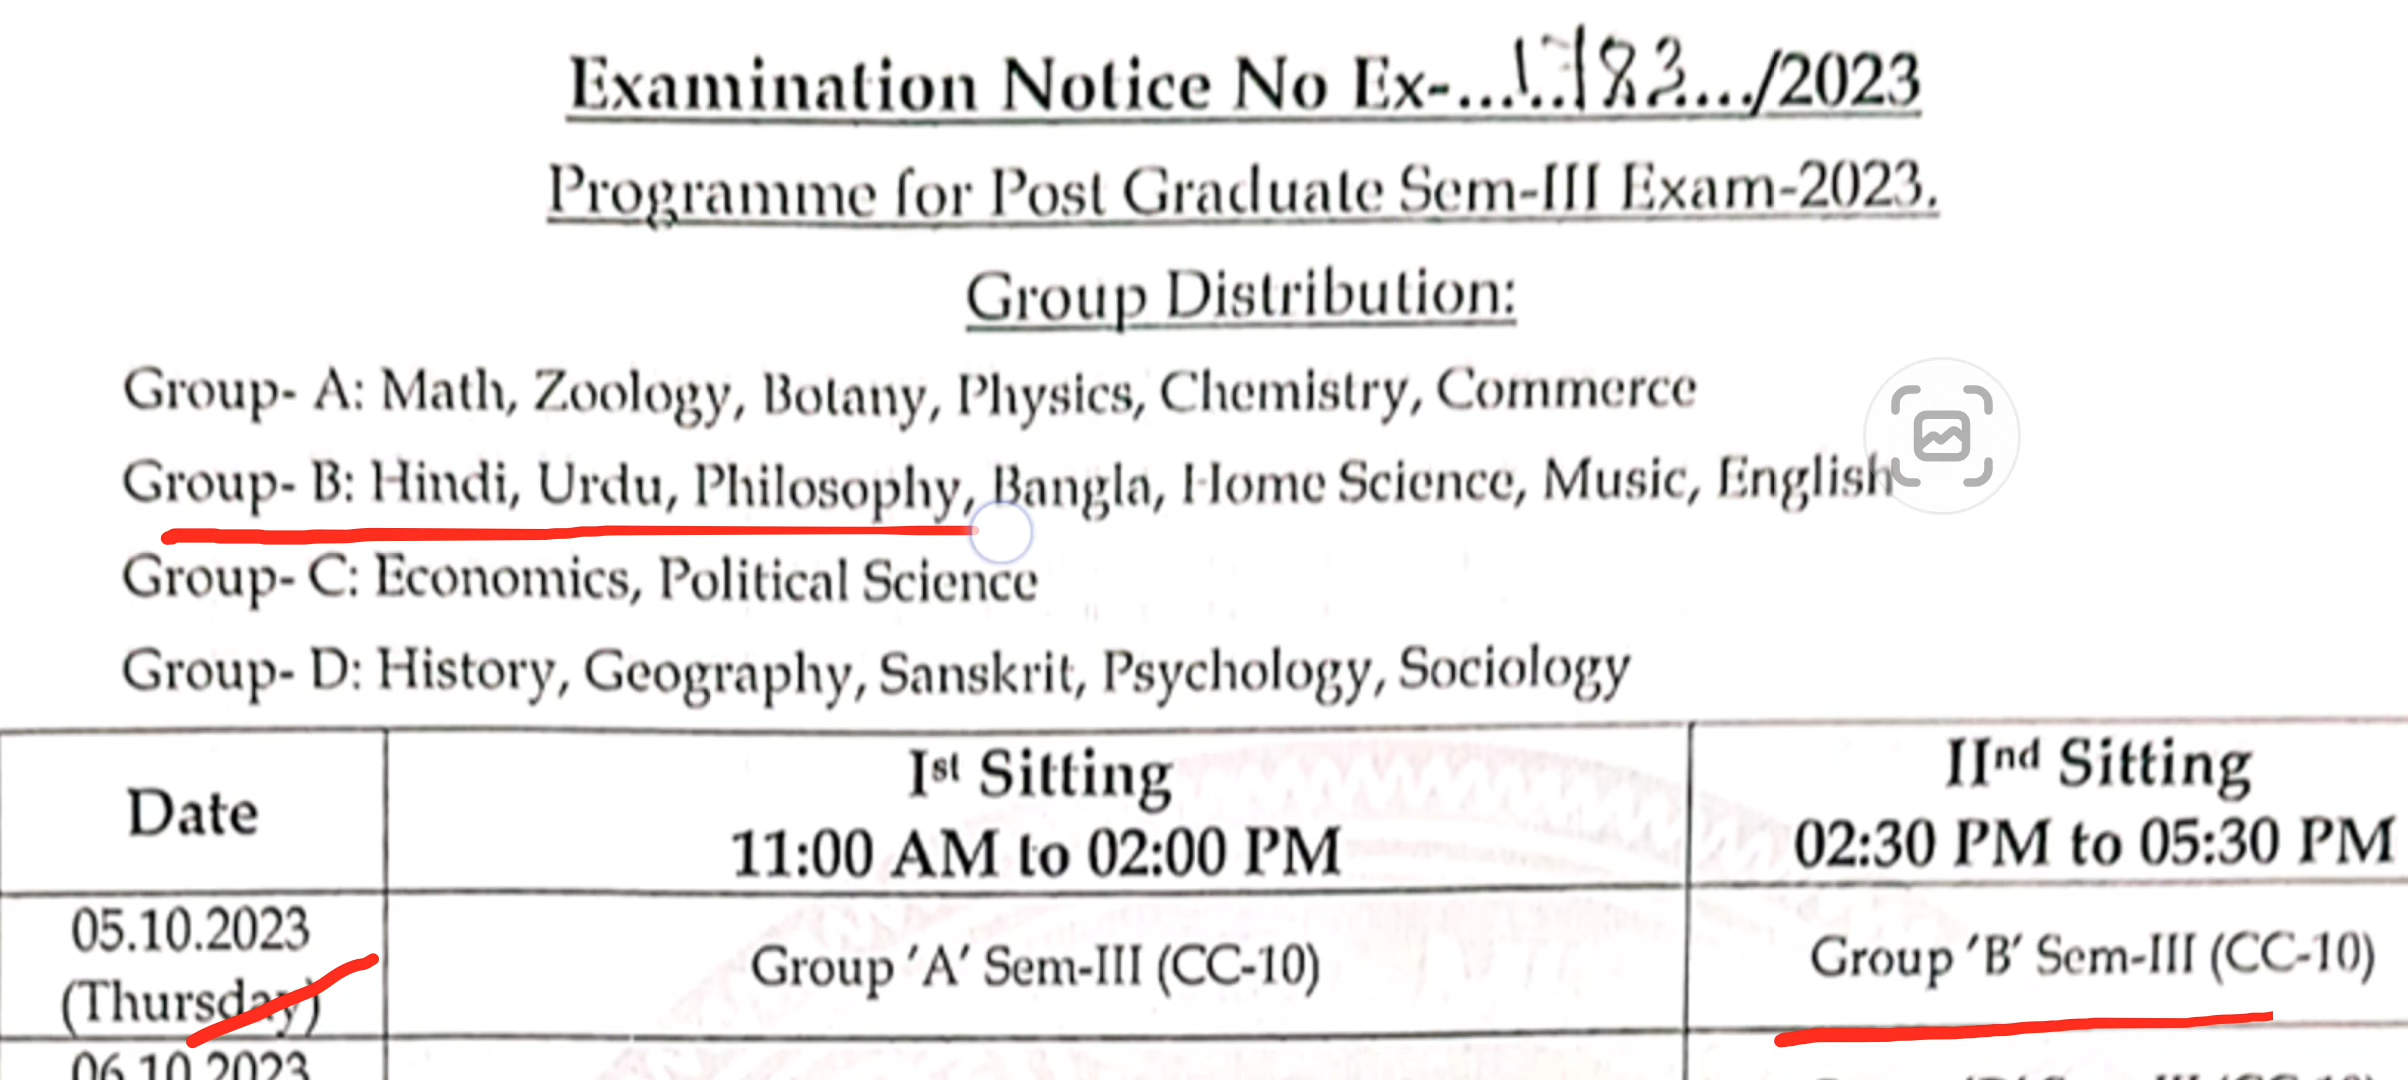 Examination Notice No Ex-......../2023
Programme for Post Graduate Sem-III Exam-2023.
Group Distribution:
Group- A: Math, Zoology, Botany, Physics, Chemistry, Commerce
Group- B: Hindi, Urdu, Philosophy, Bangla, Home Science, Music, English
Group- C: Economics, Political Science
Group- D: History, Geography, Sanskrit, Psychology, Sociology
Date
Ist Sitting
11:00 AM to 02:00 PM
IInd Sitting
02:30 PM to 05:30 PM
05.10.2023
(Thursday)
Group 'A' Sem-III (CC-10)
Group 'B' Sem-III (CC-10)
06.10.2023